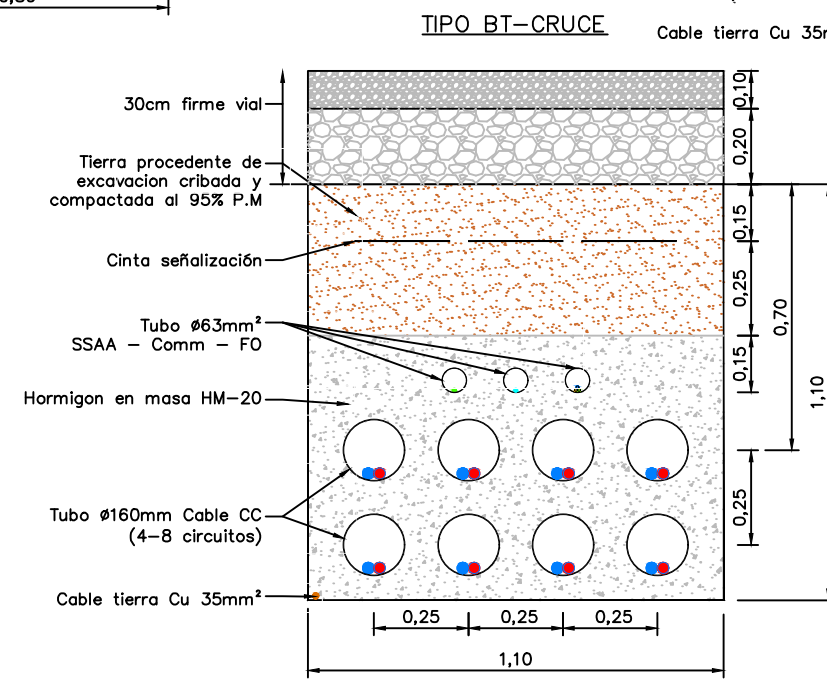 TIPO BT-CRUCE
Cable tierra Cu
30cm firme vial
Tierra procedente de
excavacion cribada y
compactada al 95% P.M
Cinta señalización
Tubo Ø63mm²
SSAA - Comm - FO
Hormigon en masa HM-20
Tubo Ø160mm Cable CC
(4-8 circuitos)
Cable tierra Cu 35mm²
0,10
0,20
0,15
0,25
0,15
0,25
0,70
1,10
0,25
0,25
0,25
1,10